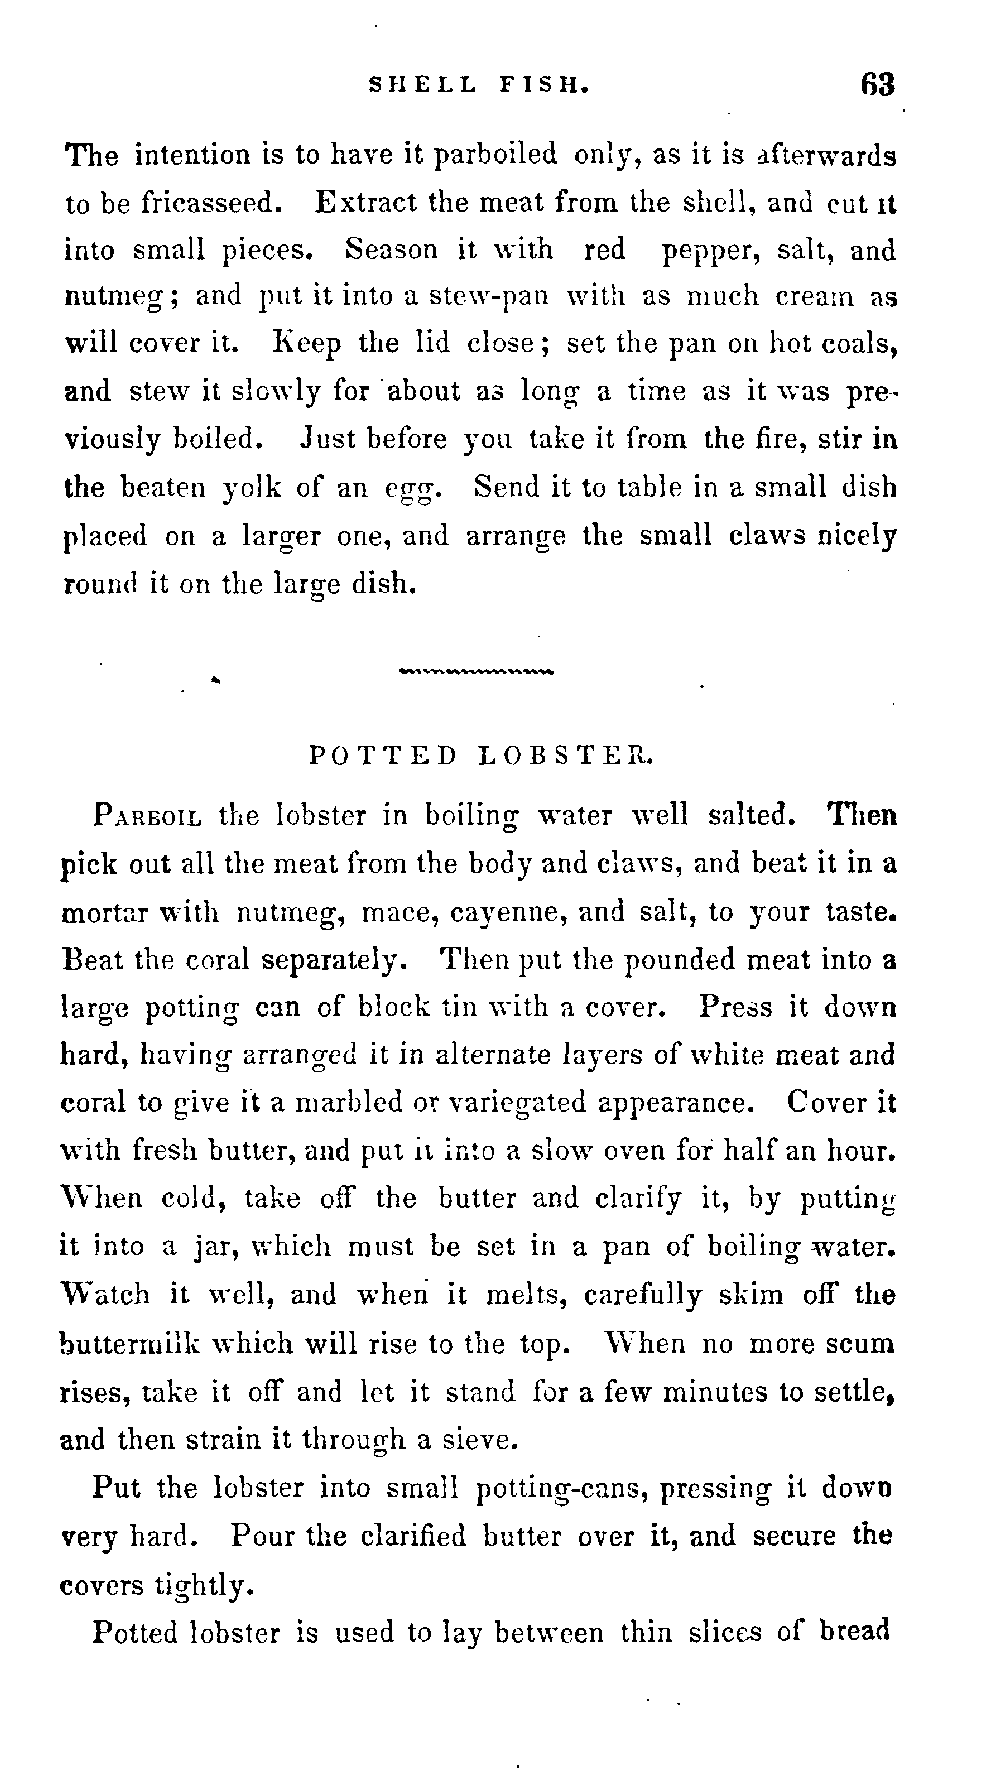 SHELL FISH. 63
The intention is to have it parboiled only, as it is afterwards
to be fricasseed. Extract the meat from the shell, and cut it
into small pieces. Season it with red pepper, salt, and
nutmeg; and put it into a stew-pan with as much cream as
will cover it. Keep the lid close; set the pan on hot coals,
and stew it slowly for about as long a time as it was pre-
viously boiled. Just before you take it from the fire, stir in
the beaten yolk of an egg. Send it to table in a small dish
placed on a larger one, and arrange the small claws nicely
round it on the large dish.
POTTED LOBSTER.
PARBOIL the lobster in boiling water well salted. Then
pick out all the meat from the body and claws, and beat it in a
mortar with nutmeg, mace, cayenne, and salt, to your taste.
Beat the coral separately. Then put the pounded meat into a
large potting can of block tin with a cover. Press it down
hard, having arranged it in alternate layers of white meat and
coral to give it a marbled or variegated appearance. Cover it
with fresh butter, and put it into a slow oven for half an hour.
When cold, take off the butter and clarify it, by putting
it into a jar, which must be set in a pan of boiling water.
Watch it well, and when it melts, carefully skim off the
buttermilk which will rise to the top. When no more scum
rises, take it off and let it stand for a few minutes to settle,
and then strain it through a sieve.
Put the lobster into small potting-cans, pressing it down
very hard. Pour the clarified butter over it, and secure the
covers tightly.
Potted lobster is used to lay between thin slices of bread